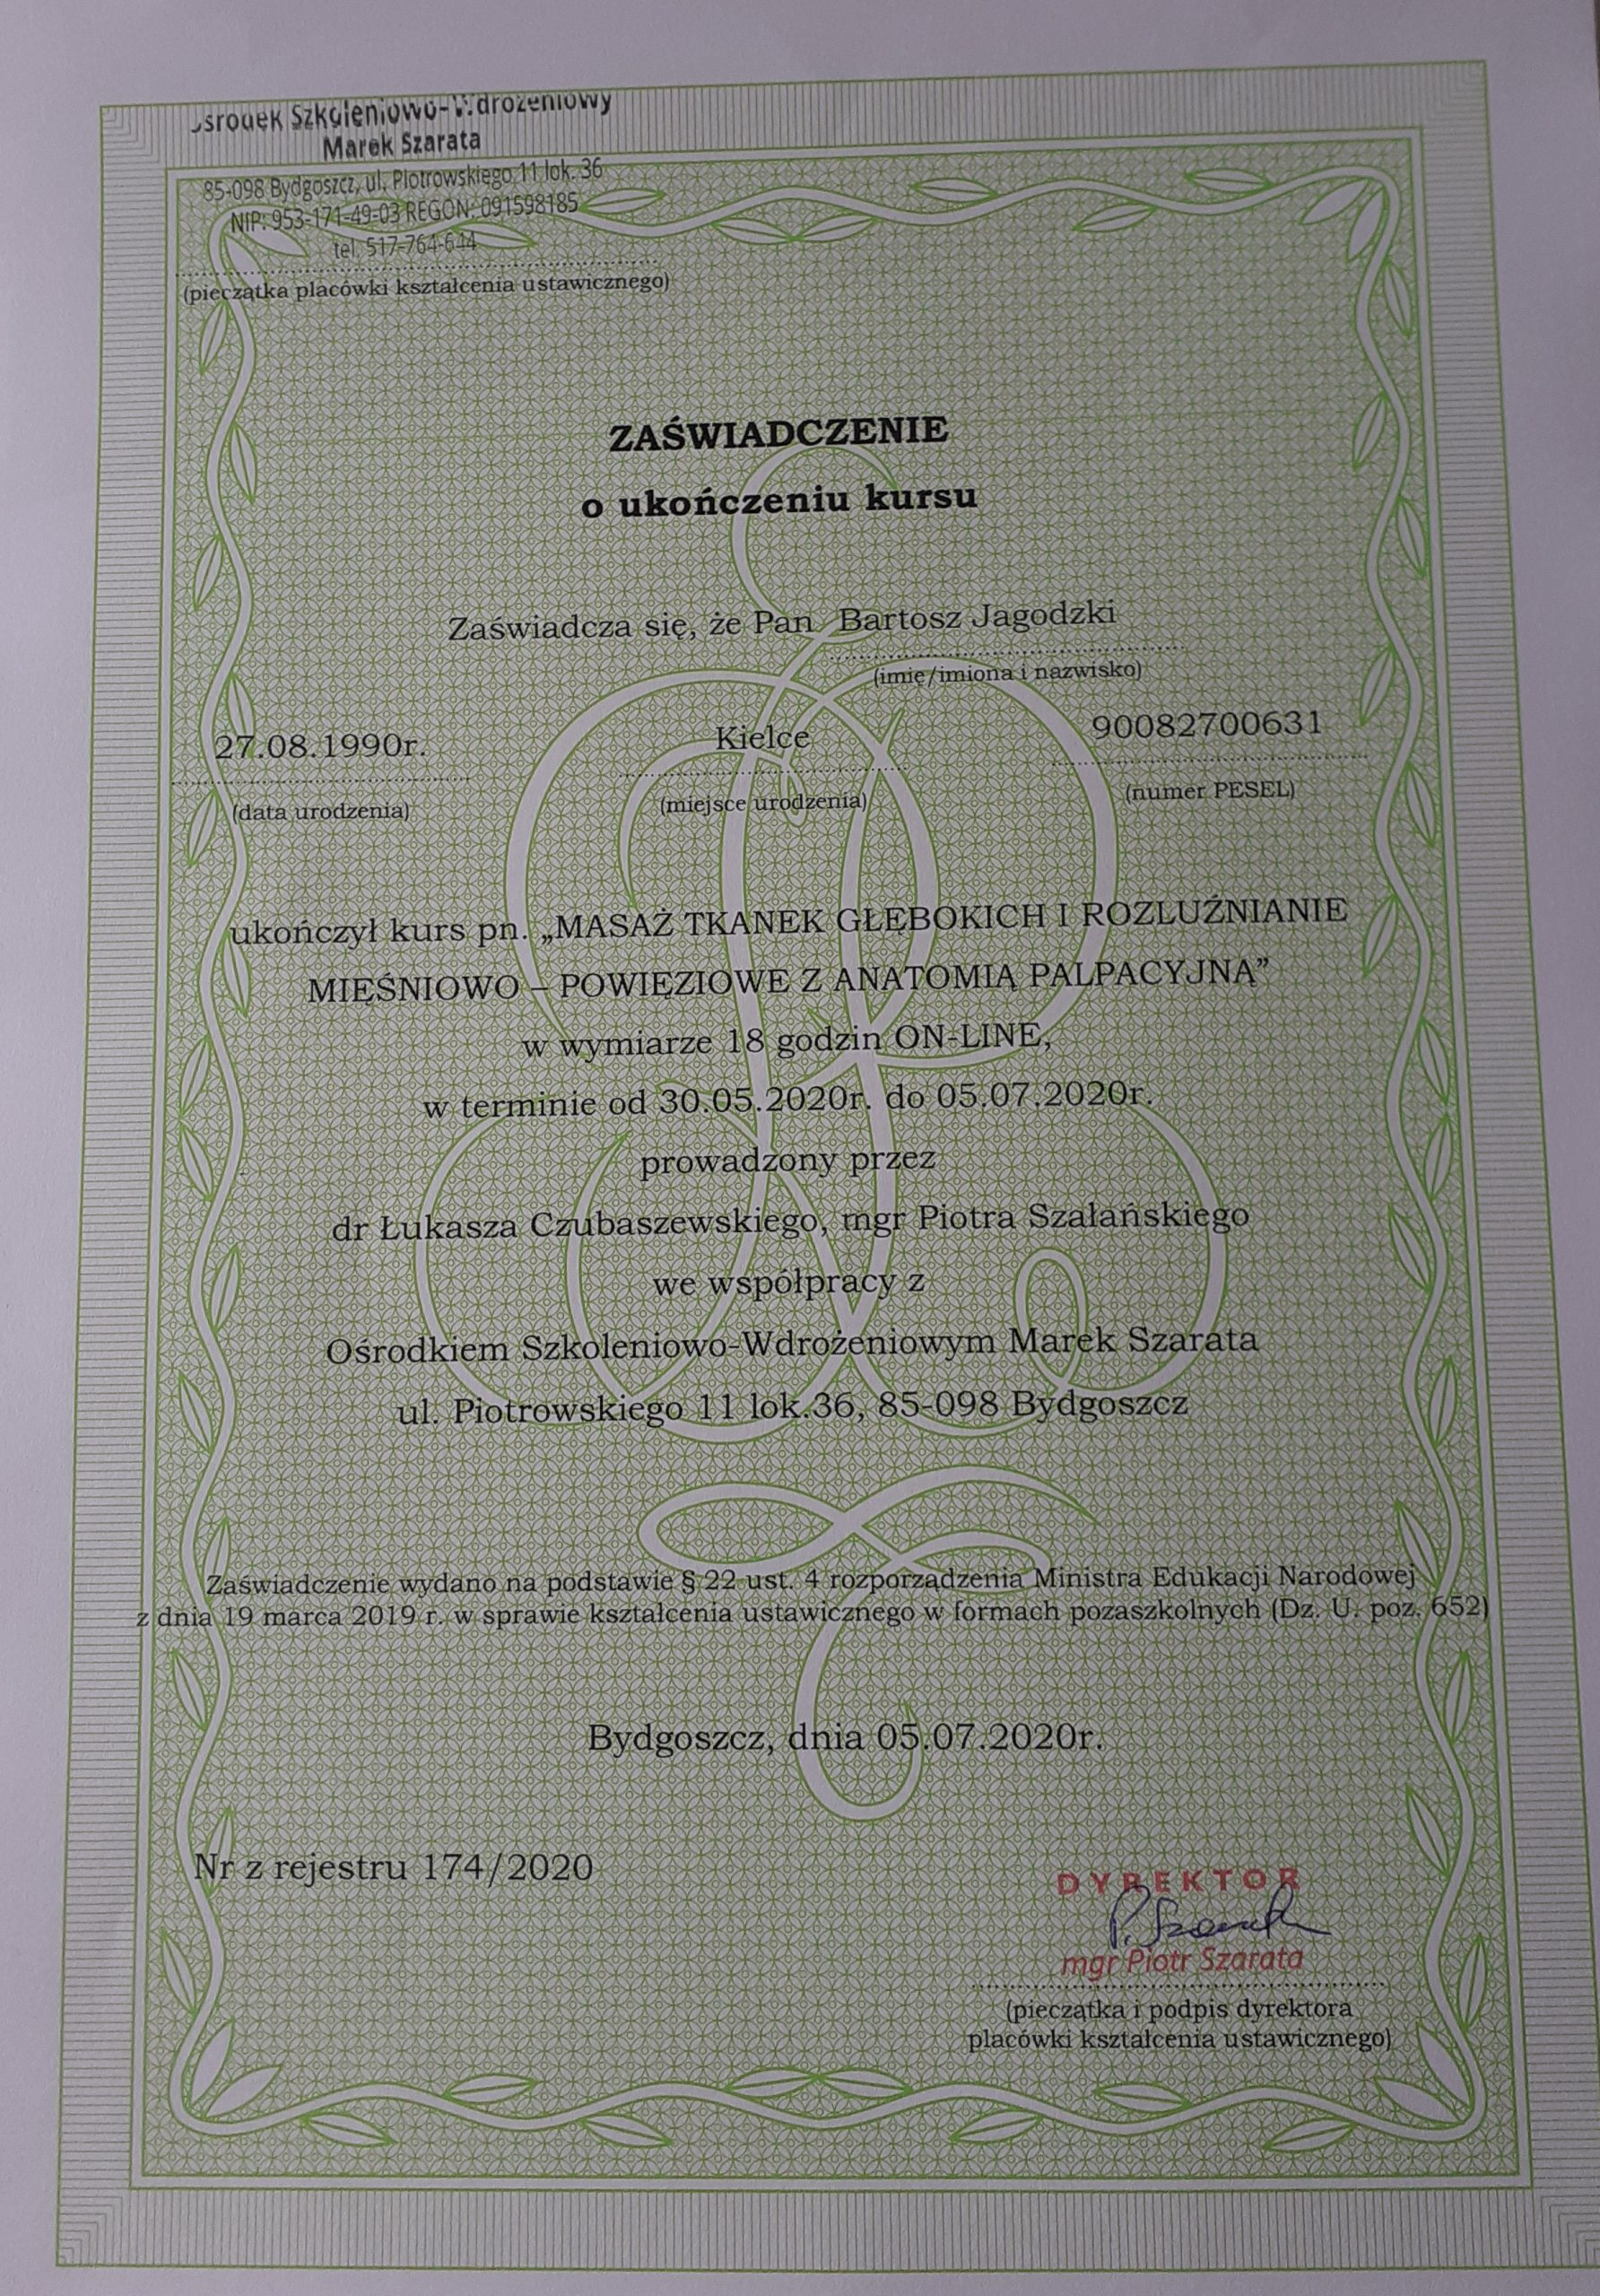 Ośrodek Szkoleniowo-Wdrożeniowy
Marek Szarata
85-098 Bydgoszcz, ul. Piotrowskiego 11 lok. 36
NIP: 953-171-49-03 REGON: 091598185
tel. 517-764-644
(pieczątka placówki kształcenia ustawicznego)
ZAŚWIADCZENIE
o ukończeniu kursu
Zaświadcza się, że Pan Bartosz Jagodzki
(imię/imiona i nazwisko)
27.08.1990r. Kielce 90082700631
(data urodzenia) (miejsce urodzenia) (numer PESEL)
ukończył kurs pn. „MASAŻ TKANEK GŁĘBOKICH I ROZLUŹNIANIE
MIĘŚNIOWO – POWIĘZIOWE Z ANATOMIĄ PALPACYJNĄ”
w wymiarze 18 godzin ON-LINE,
w terminie od 30.05.2020r. do 05.07.2020r.
prowadzony przez
dr Łukasza Czubaszewskiego, mgr Piotra Szałańskiego
we współpracy z
Ośrodkiem Szkoleniowo-Wdrożeniowym Marek Szarata
ul. Piotrowskiego 11 lok.36, 85-098 Bydgoszcz
Zaświadczenie wydano na podstawie § 22 ust. 4 rozporządzenia Ministra Edukacji Narodowej
z dnia 19 marca 2019 r. w sprawie kształcenia ustawicznego w formach pozaszkolnych (Dz. U. poz. 652)
Bydgoszcz, dnia 05.07.2020r.
Nr z rejestru 174/2020
DYREKTOR
P. Szarata
mgr Piotr Szarata
(pieczątka i podpis dyrektora
placówki kształcenia ustawicznego)